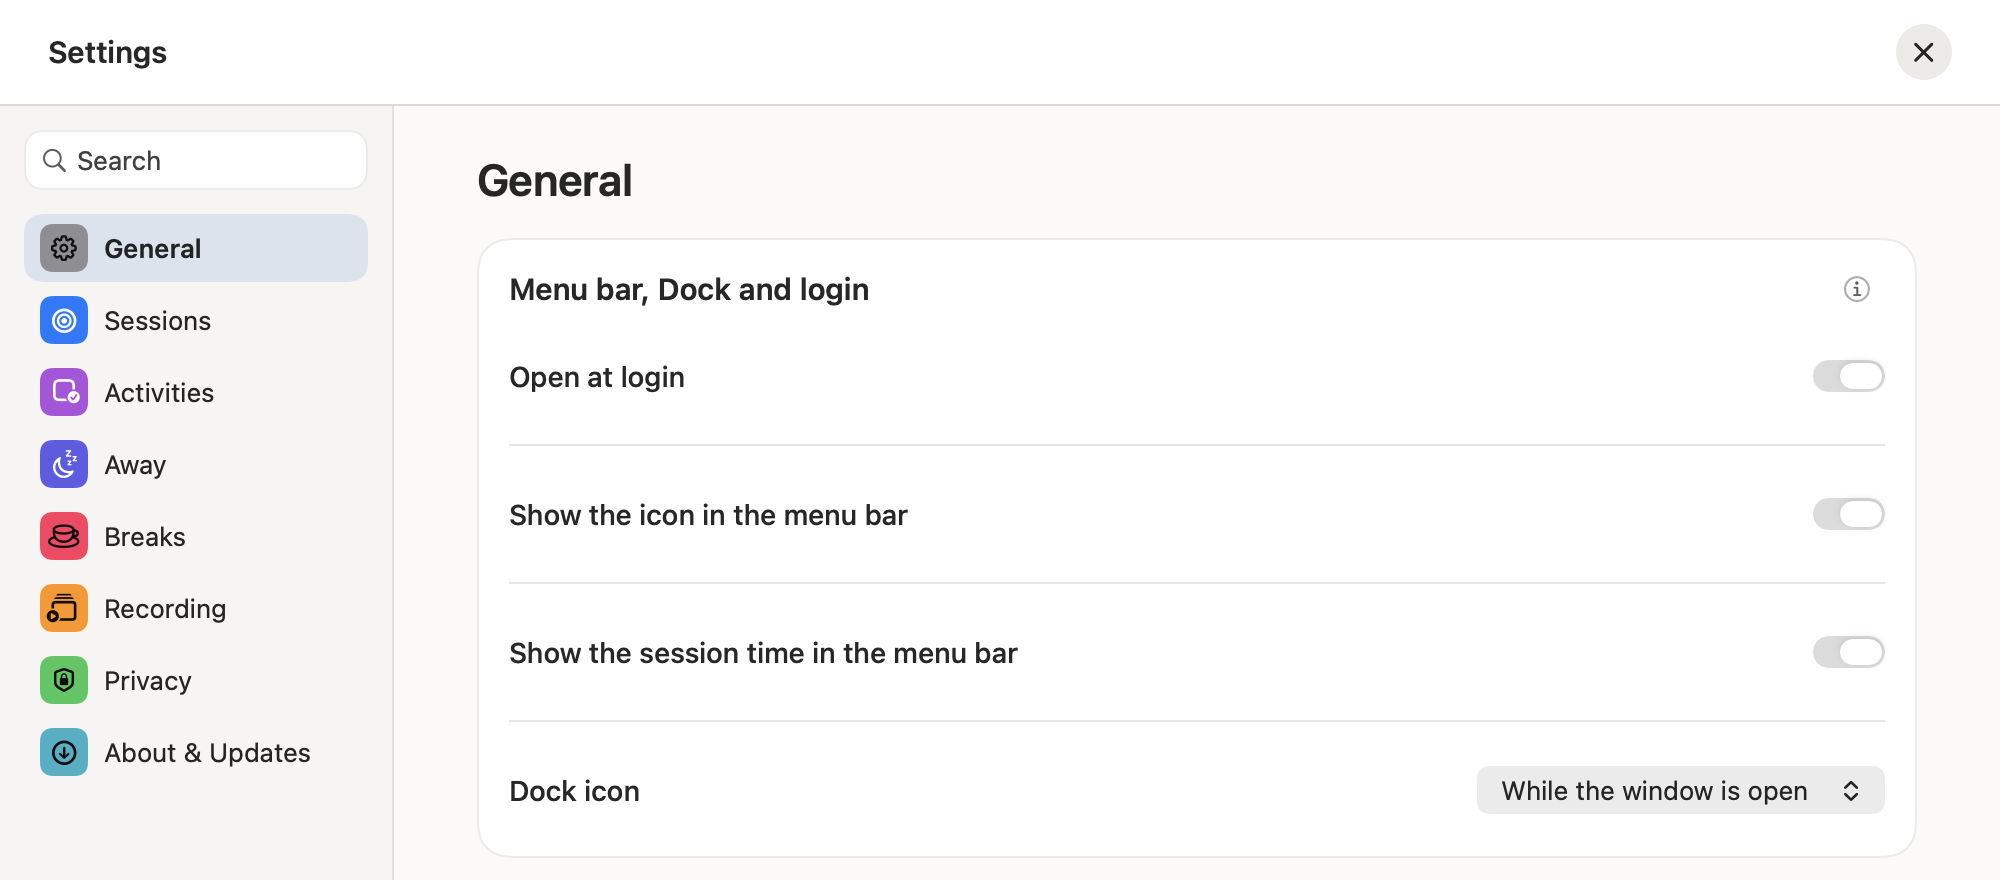 Settings
Search
General
Sessions
Activities
Away
Breaks
Recording
Privacy
About & Updates
General
Menu bar, Dock and login
Open at login
Show the icon in the menu bar
Show the session time in the menu bar
Dock icon
While the window is open